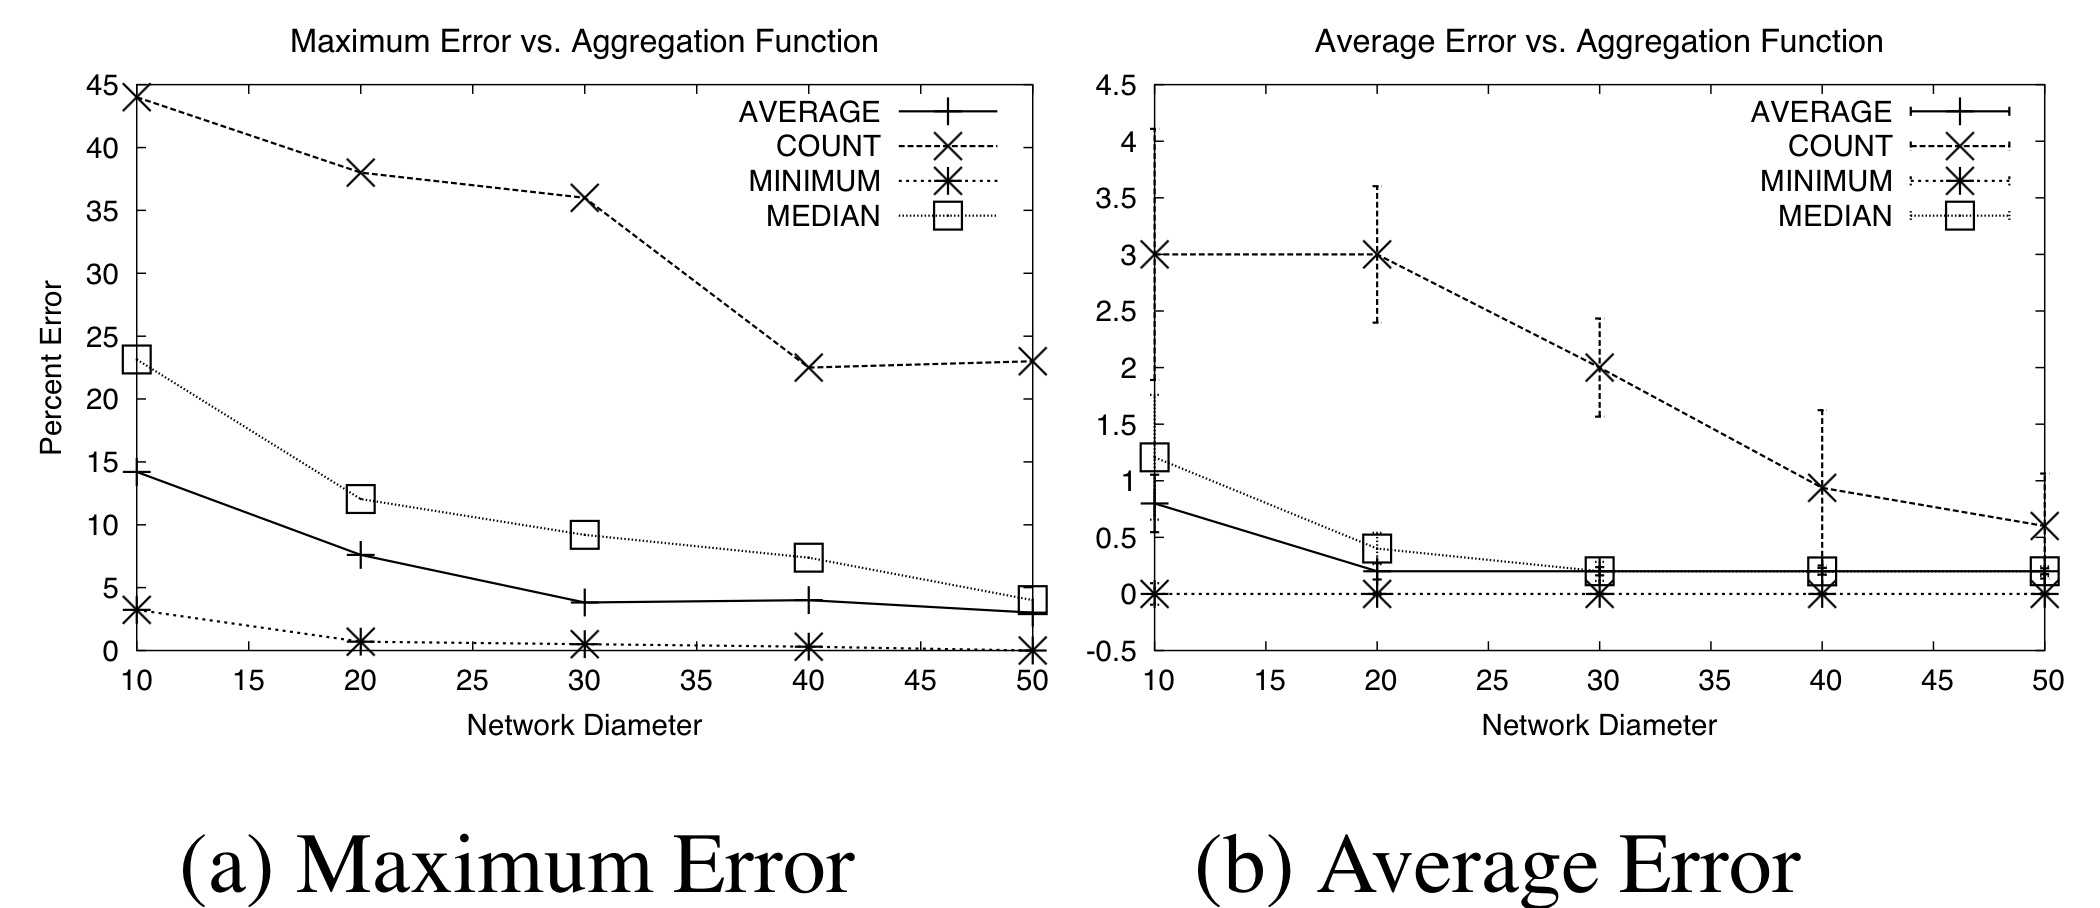 Maximum Error vs. Aggregation Function
45
40
35
30
25
20
15
10
5
0
Percent Error
AVERAGE
COUNT
MINIMUM
MEDIAN
10 15 20 25 30 35 40 45 50
Network Diameter
(a) Maximum Error
Average Error vs. Aggregation Function
4.5
4
3.5
3
2.5
2
1.5
1
0.5
0
-0.5
AVERAGE
COUNT
MINIMUM
MEDIAN
10 15 20 25 30 35 40 45 50
Network Diameter
(b) Average Error